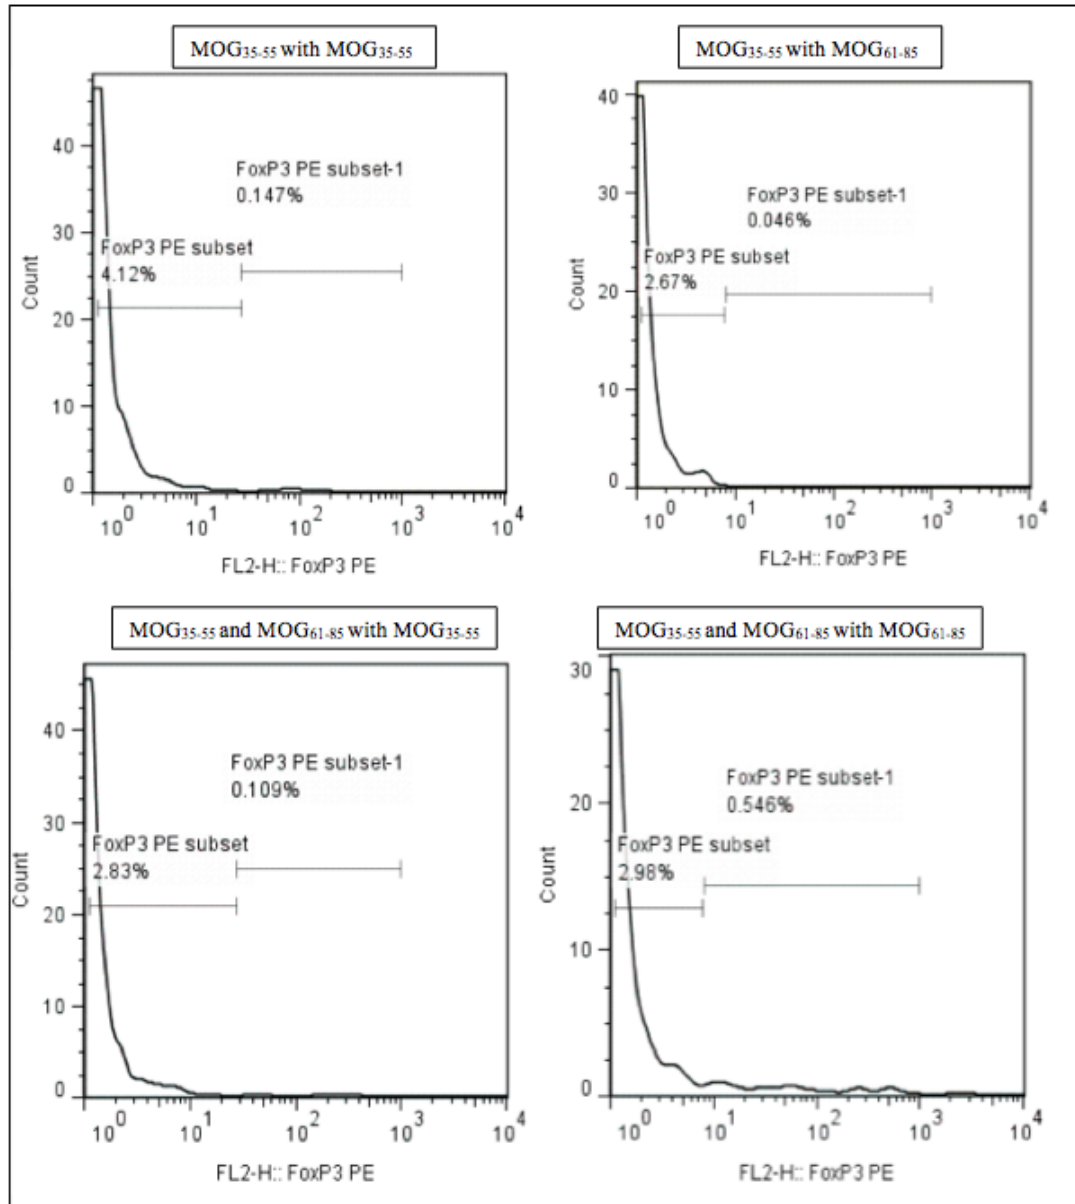 MOG35-55 with MOG35-55
FoxP3 PE subset-1
0.147%
FoxP3 PE subset
4.12%
Count
40
30
20
10
0
10^0 10^1 10^2 10^3 10^4
FL2-H:: FoxP3 PE
MOG35-55 with MOG61-85
FoxP3 PE subset-1
0.046%
FoxP3 PE subset
2.67%
Count
40
30
20
10
0
10^0 10^1 10^2 10^3 10^4
FL2-H:: FoxP3 PE
MOG35-55 and MOG61-85 with MOG35-55
FoxP3 PE subset-1
0.109%
FoxP3 PE subset
2.83%
Count
40
30
20
10
0
10^0 10^1 10^2 10^3 10^4
FL2-H:: FoxP3 PE
MOG35-55 and MOG61-85 with MOG61-85
FoxP3 PE subset-1
0.546%
FoxP3 PE subset
2.98%
Count
30
20
10
0
10^0 10^1 10^2 10^3 10^4
FL2-H:: FoxP3 PE